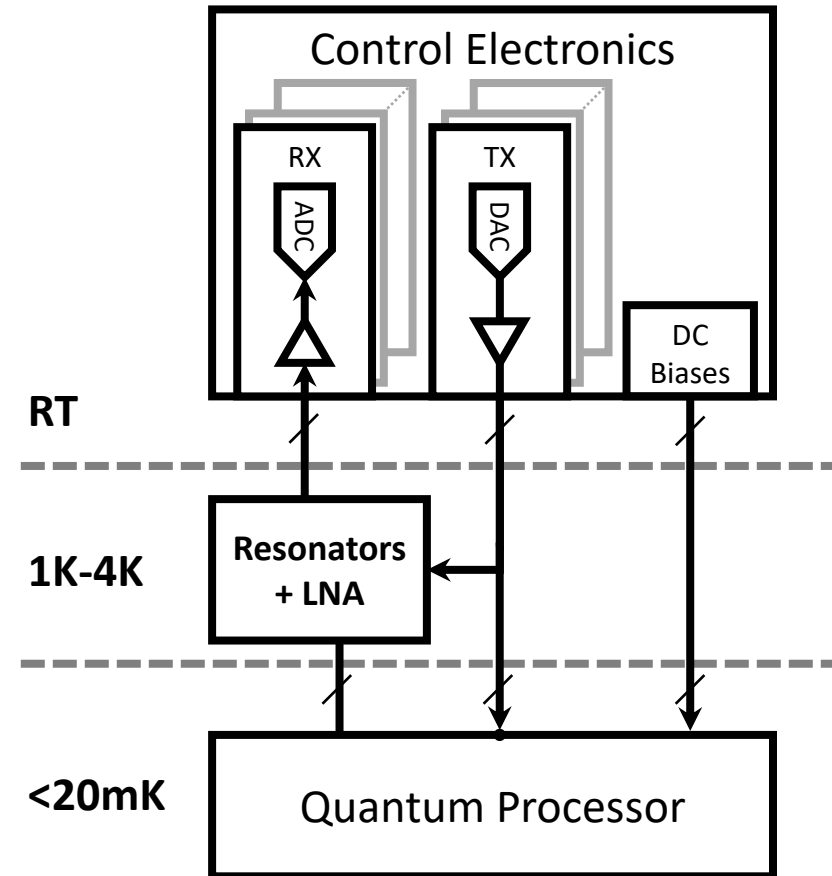 Control Electronics
RX
TX
ADC
DAC
DC
Biases
RT
1K-4K
Resonators
+ LNA
<20mK
Quantum Processor